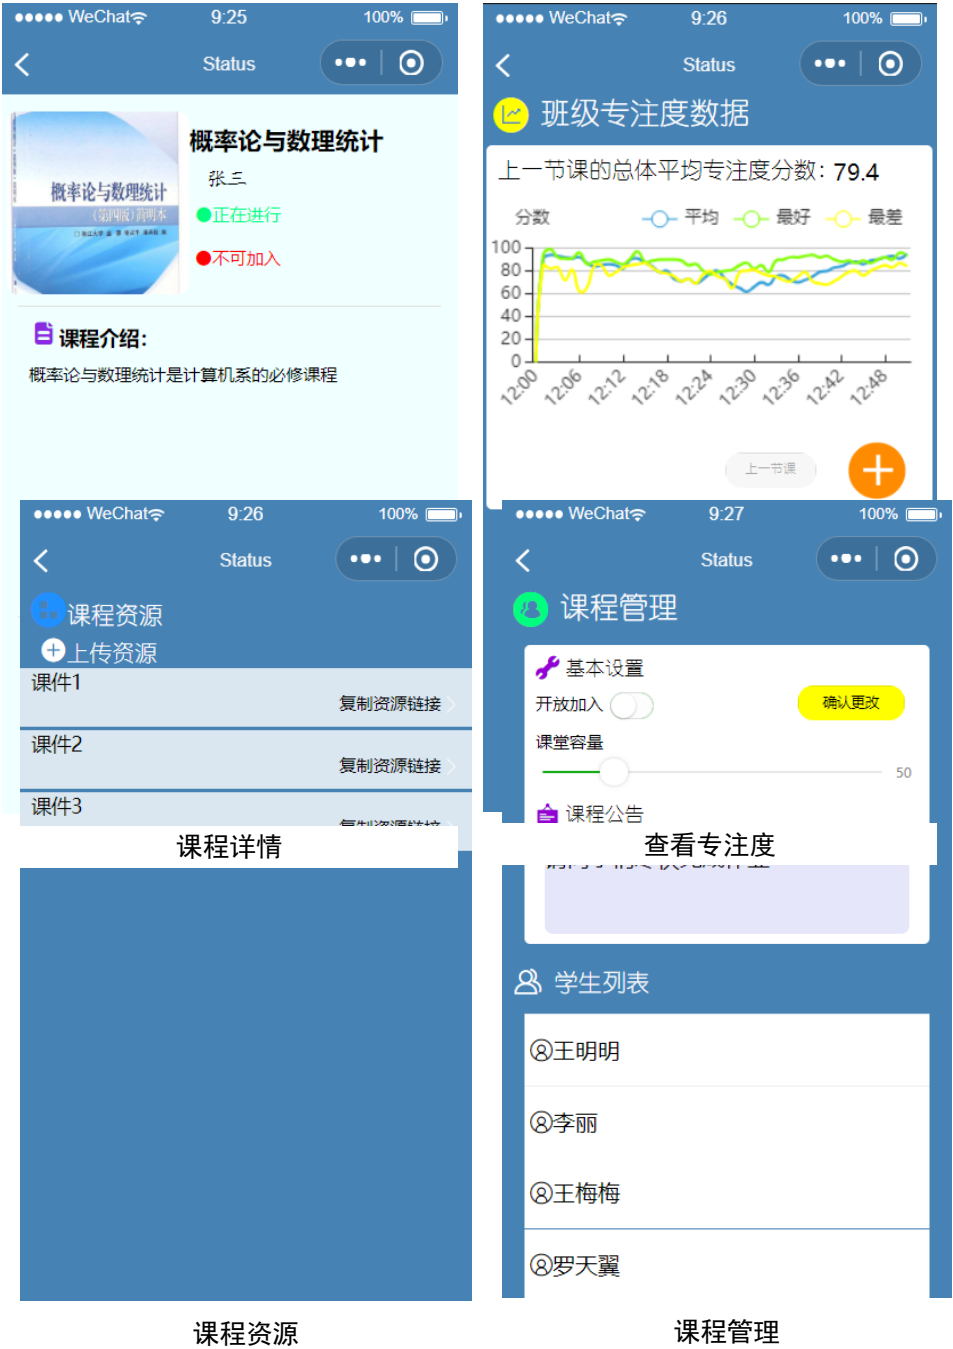 WeChat 9:25 100%
Status
概率论与数理统计
（第四版）简明本
概率论与数理统计
张三
正在进行
不可加入
课程介绍：
概率论与数理统计是计算机系的必修课程
WeChat 9:26 100%
Status
班级专注度数据
上一节课的总体平均专注度分数：79.4
分数 平均 最好 最差
100
80
60
40
20
0
12:00 12:06 12:12 12:18 12:24 12:30 12:36 12:42 12:48
上一节课
WeChat 9:26 100%
Status
课程资源
上传资源
课件1
复制资源链接
课件2
复制资源链接
课件3
课程详情
WeChat 9:27 100%
Status
课程管理
基本设置
开放加入 确认更改
课堂容量
50
课程公告
查看专注度
学生列表
王明明
李丽
王梅梅
罗天翼
课程资源
课程管理